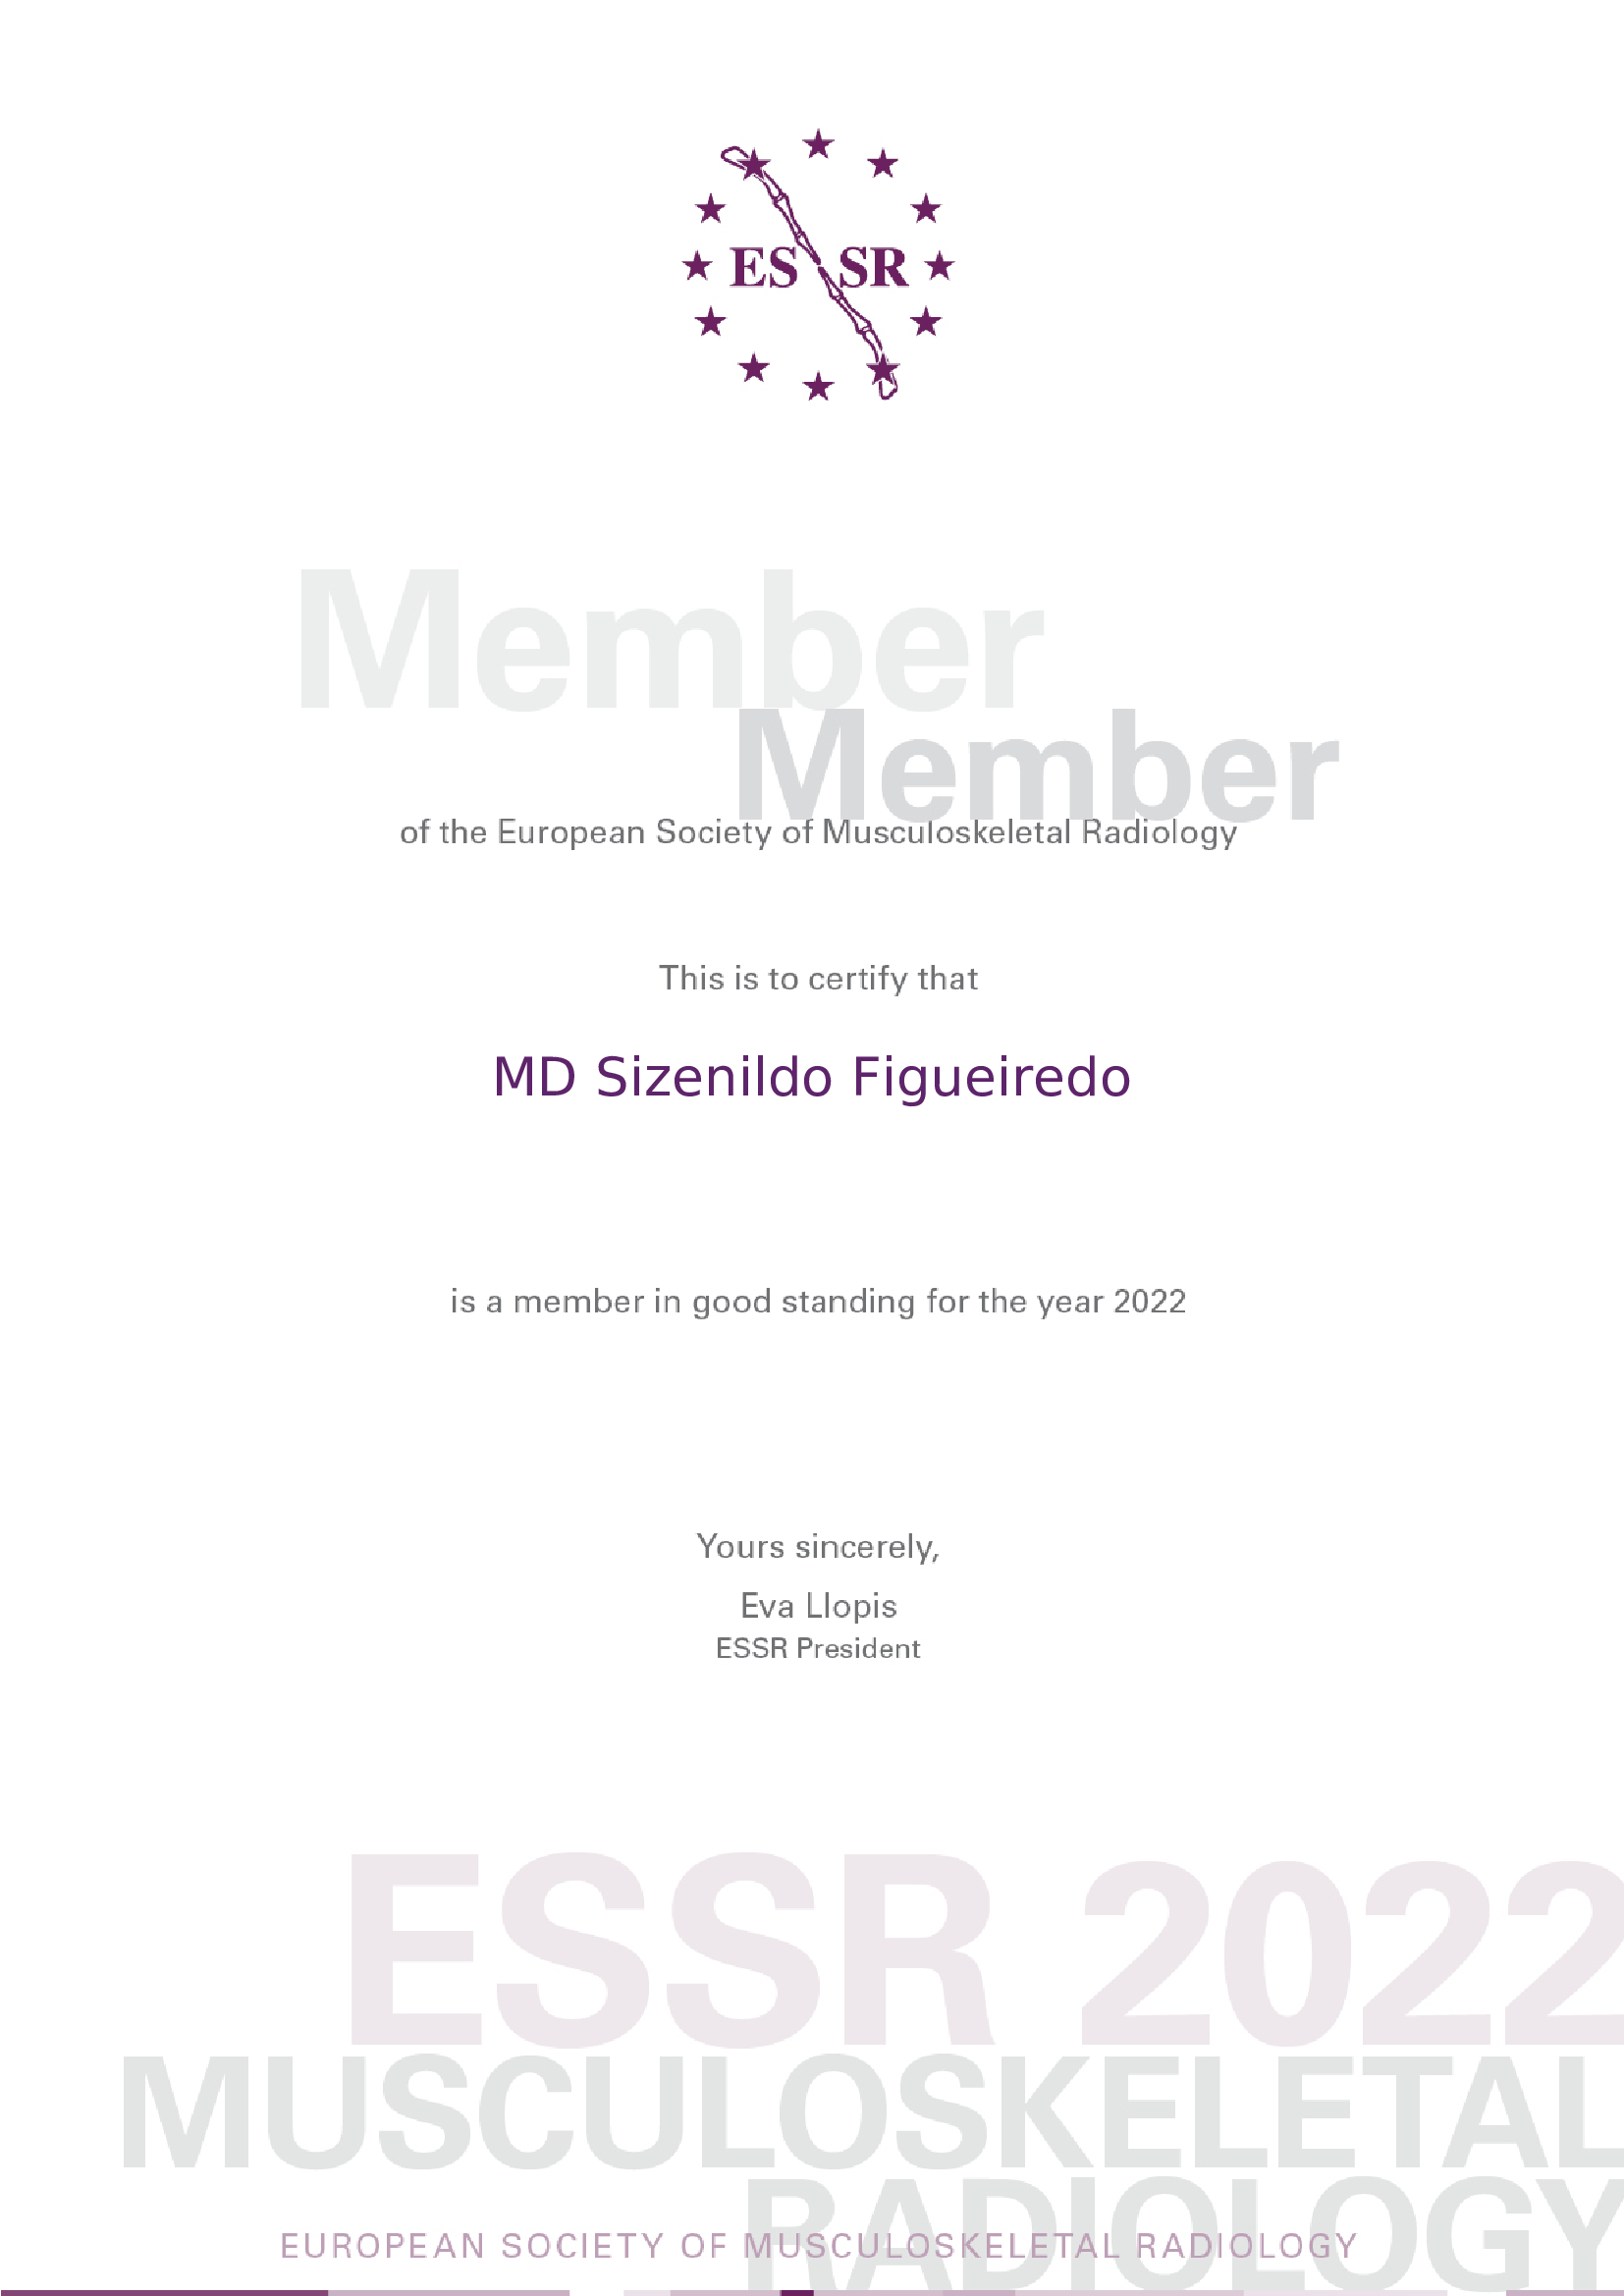 ES SR
Member
Member
of the European Society of Musculoskeletal Radiology
This is to certify that
MD Sizenildo Figueiredo
is a member in good standing for the year 2022
Yours sincerely,
Eva Llopis
ESSR President
ESSR 2022
MUSCULOSKELETAL
RADIOLOGY
EUROPEAN SOCIETY OF MUSCULOSKELETAL RADIOLOGY